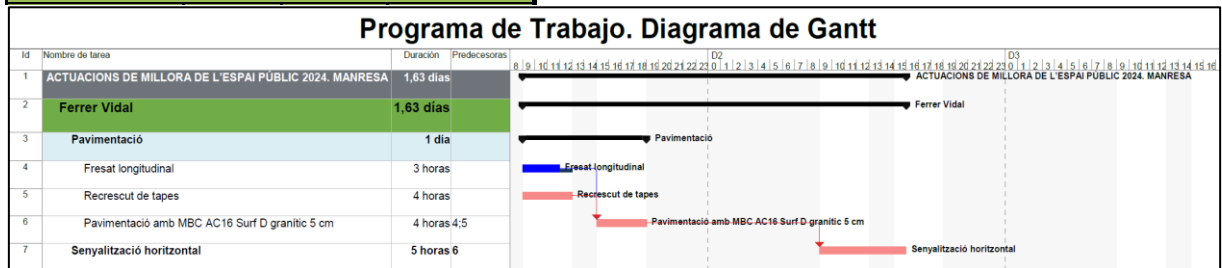 Programa de Trabajo. Diagrama de Gantt
Id Nombre de tarea Duración Predecesoras D2 D3
8 9 10 11 12 13 14 15 16 17 18 19 20 21 22 23 0 1 2 3 4 5 6 7 8 9 10 11 12 13 14 15 16 17 18 19 20 21 22 23 0 1 2 3 4 5 6 7 8 9 10 11 12 13 14 15 16
1 ACTUACIONS DE MILLORA DE L'ESPAI PÚBLIC 2024. MANRESA 1,63 días ACTUACIONS DE MILLORA DE L'ESPAI PÚBLIC 2024. MANRESA
2 Ferrer Vidal 1,63 días Ferrer Vidal
3 Pavimentació 1 día Pavimentació
4 Fresat longitudinal 3 horas Fresat longitudinal
5 Recrescut de tapes 4 horas Recrescut de tapes
6 Pavimentació amb MBC AC16 Surf D granític 5 cm 4 horas 4;5 Pavimentació amb MBC AC16 Surf D granític 5 cm
7 Senyalització horitzontal 5 horas 6 Senyalització horitzontal